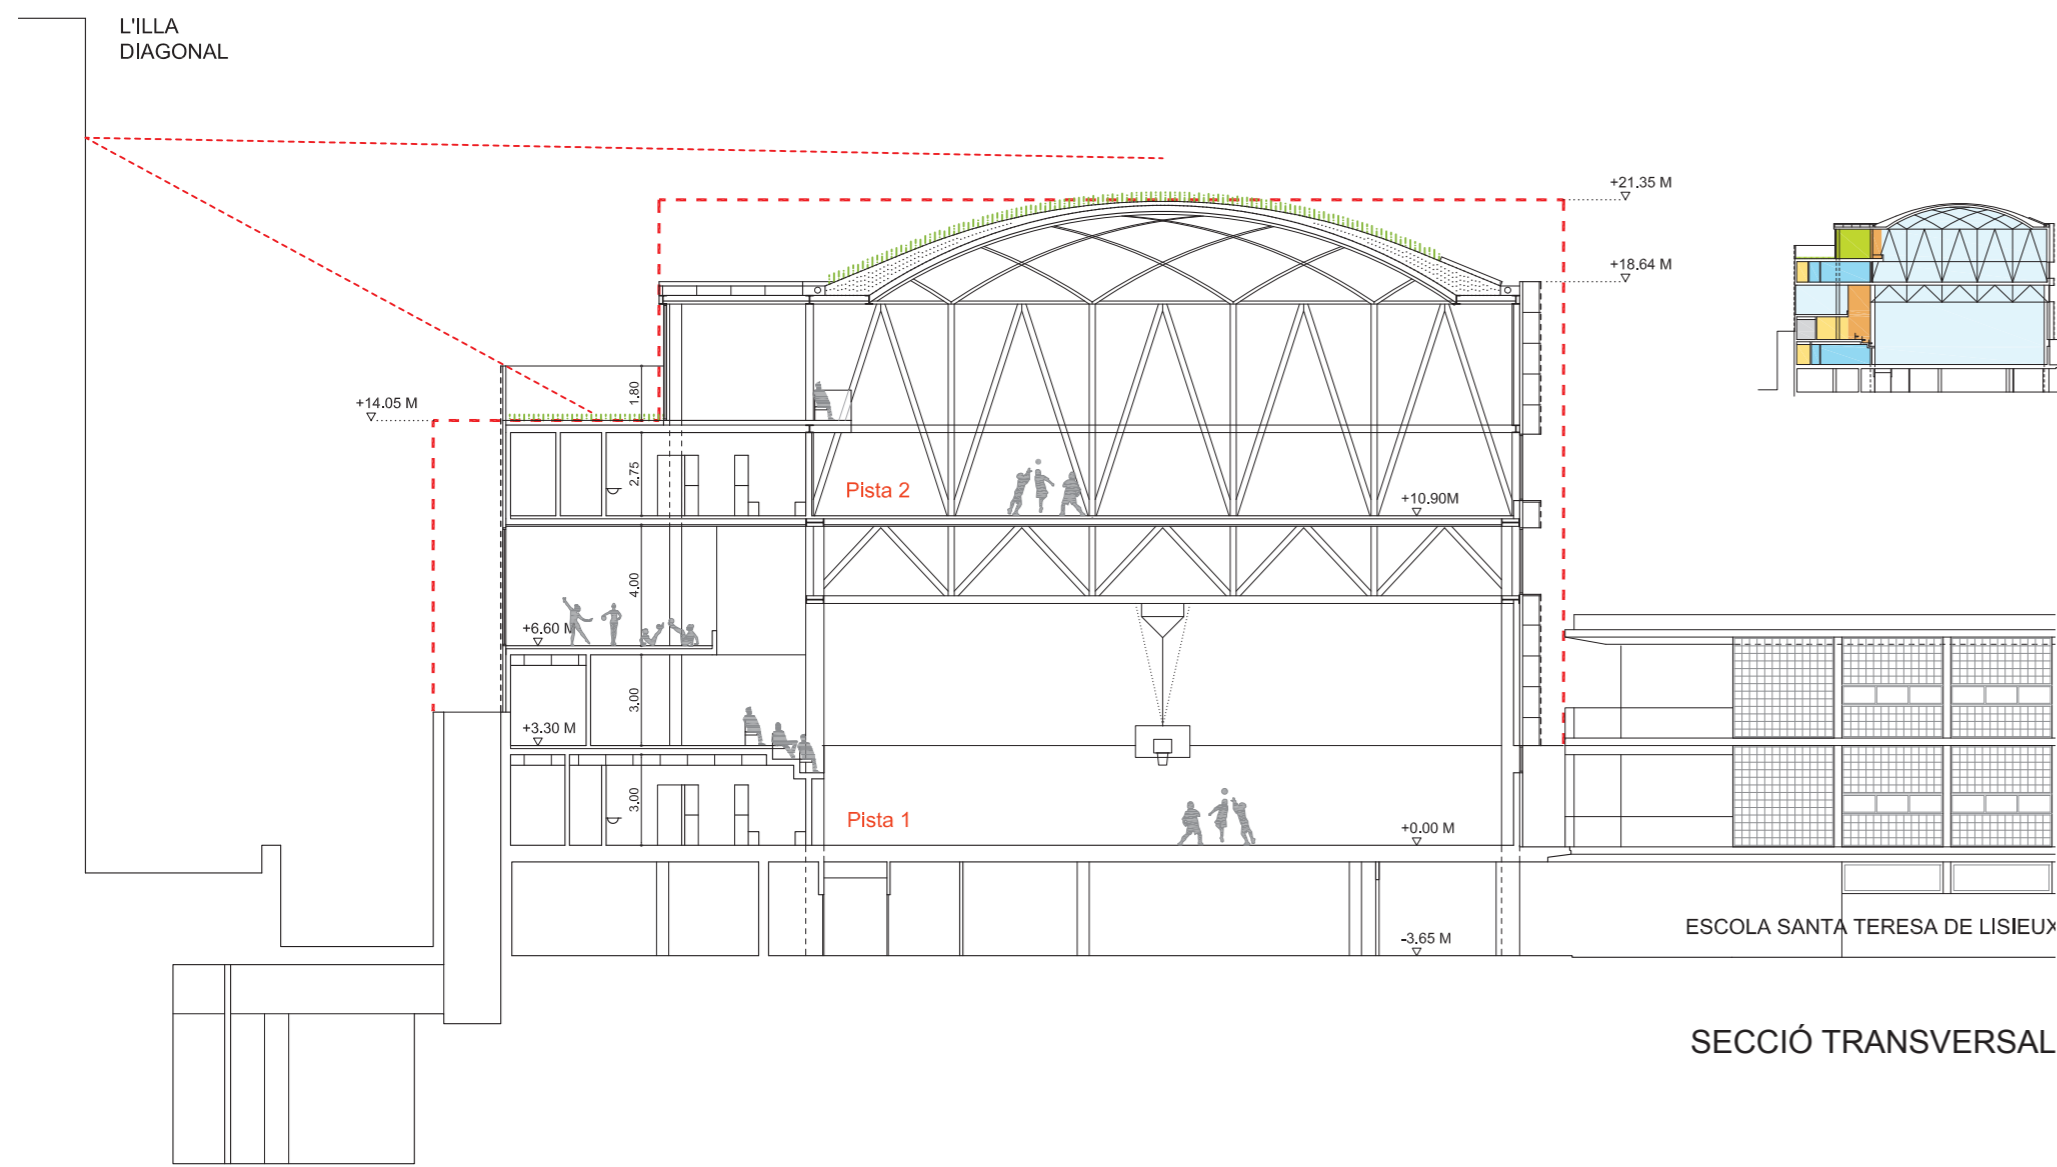 L'ILLA
DIAGONAL
+21.35 M
+18.64 M
+14.05 M
1.80
2.75
Pista 2
+10.90M
4.00
+6.60 M
3.00
+3.30 M
3.00
Pista 1
+0.00 M
-3.65 M
ESCOLA SANTA TERESA DE LISIEUX
SECCIÓ TRANSVERSAL